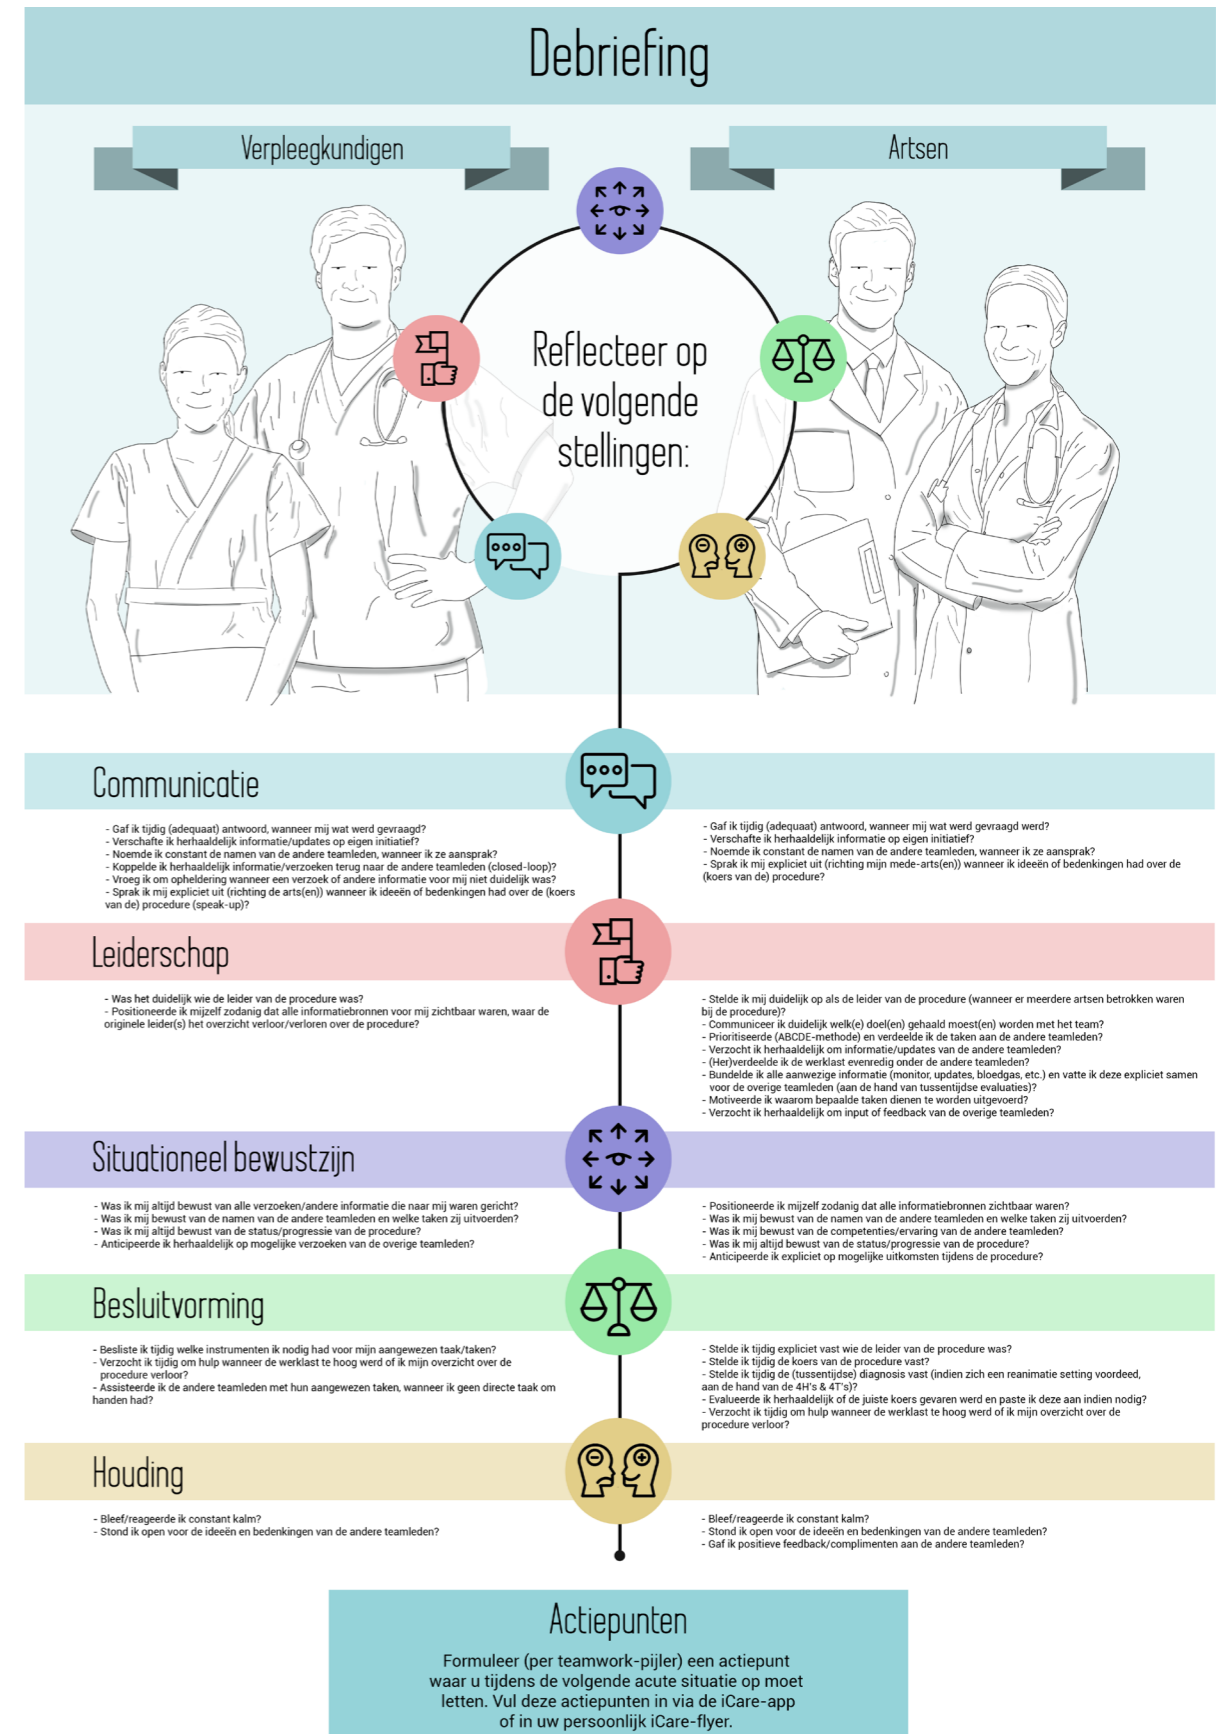 Debriefing
Verpleegkundigen
Artsen
Reflecteer op
de volgende
stellingen:
Communicatie
- Gaf ik tijdig (adequaat) antwoord, wanneer mij wat werd gevraagd?
- Verschafte ik herhaaldelijk informatie/updates op eigen initiatief?
- Noemde ik constant de namen van de andere teamleden, wanneer ik ze aansprak?
- Koppelde ik herhaaldelijk informatie/verzoeken terug naar de andere teamleden (closed-loop)?
- Vroeg ik om opheldering wanneer een verzoek of andere informatie voor mij niet duidelijk was?
- Sprak ik mij expliciet uit (richting de arts(en)) wanneer ik ideeën of bedenkingen had over de (koers
van de) procedure (speak-up)?
- Gaf ik tijdig (adequaat) antwoord, wanneer mij wat werd gevraagd werd?
- Verschafte ik herhaaldelijk informatie op eigen initiatief?
- Noemde ik constant de namen van de andere teamleden, wanneer ik ze aansprak?
- Sprak ik mij expliciet uit (richting mijn mede-arts(en)) wanneer ik ideeën of bedenkingen had over de
(koers van de) procedure?
Leiderschap
- Was het duidelijk wie de leider van de procedure was?
- Positioneerde ik mijzelf zodanig dat alle informatiebronnen voor mij zichtbaar waren, waar de
originele leider(s) het overzicht verloor/verloren over de procedure?
- Stelde ik mij duidelijk op als de leider van de procedure (wanneer er meerdere artsen betrokken waren
bij de procedure)?
- Communiceer ik duidelijk welk(e) doel(en) gehaald moest(en) worden met het team?
- Prioritiseerde (ABCDE-methode) en verdeelde ik de taken aan de andere teamleden?
- Verzocht ik herhaaldelijk om informatie/updates van de andere teamleden?
- (Her)verdeelde ik de werklast evenredig onder de andere teamleden?
- Bundelde ik alle aanwezige informatie (monitor, updates, bloedgas, etc.) en vatte ik deze expliciet samen
voor de overige teamleden (aan de hand van tussentijdse evaluaties)?
- Motiveerde ik waarom bepaalde taken dienen te worden uitgevoerd?
- Verzocht ik herhaaldelijk om input of feedback van de overige teamleden?
Situationeel bewustzijn
- Was ik mij altijd bewust van alle verzoeken/andere informatie die naar mij waren gericht?
- Was ik mij bewust van de namen van de andere teamleden en welke taken zij uitvoerden?
- Was ik mij altijd bewust van de status/progressie van de procedure?
- Anticipeerde ik herhaaldelijk op mogelijke verzoeken van de overige teamleden?
- Positioneerde ik mijzelf zodanig dat alle informatiebronnen zichtbaar waren?
- Was ik mij bewust van de namen van de andere teamleden en welke taken zij uitvoerden?
- Was ik mij bewust van de competenties/ervaring van de andere teamleden?
- Was ik mij altijd bewust van de status/progressie van de procedure?
- Anticipeerde ik expliciet op mogelijke uitkomsten tijdens de procedure?
Besluitvorming
- Besliste ik tijdig welke instrumenten ik nodig had voor mijn aangewezen taak/taken?
- Verzocht ik tijdig om hulp wanneer de werklast te hoog werd of ik mijn overzicht over de
procedure verloor?
- Assisteerde ik de andere teamleden met hun aangewezen taken, wanneer ik geen directe taak om
handen had?
- Stelde ik tijdig expliciet vast wie de leider van de procedure was?
- Stelde ik tijdig de koers van de procedure vast?
- Stelde ik tijdig de (tussentijdse) diagnosis vast (indien zich een reanimatie setting voordeed,
aan de hand van de 4H's & 4T's)?
- Evalueerde ik herhaaldelijk of de juiste koers gevaren werd en paste ik deze aan indien nodig?
- Verzocht ik tijdig om hulp wanneer de werklast te hoog werd of ik mijn overzicht over de
procedure verloor?
Houding
- Bleef/reageerde ik constant kalm?
- Stond ik open voor de ideeën en bedenkingen van de andere teamleden?
- Bleef/reageerde ik constant kalm?
- Stond ik open voor de ideeën en bedenkingen van de andere teamleden?
- Gaf ik positieve feedback/complimenten aan de andere teamleden?
Actiepunten
Formuleer (per teamwork-pijler) een actiepunt
waar u tijdens de volgende acute situatie op moet
letten. Vul deze actiepunten in via de iCare-app
of in uw persoonlijk iCare-flyer.